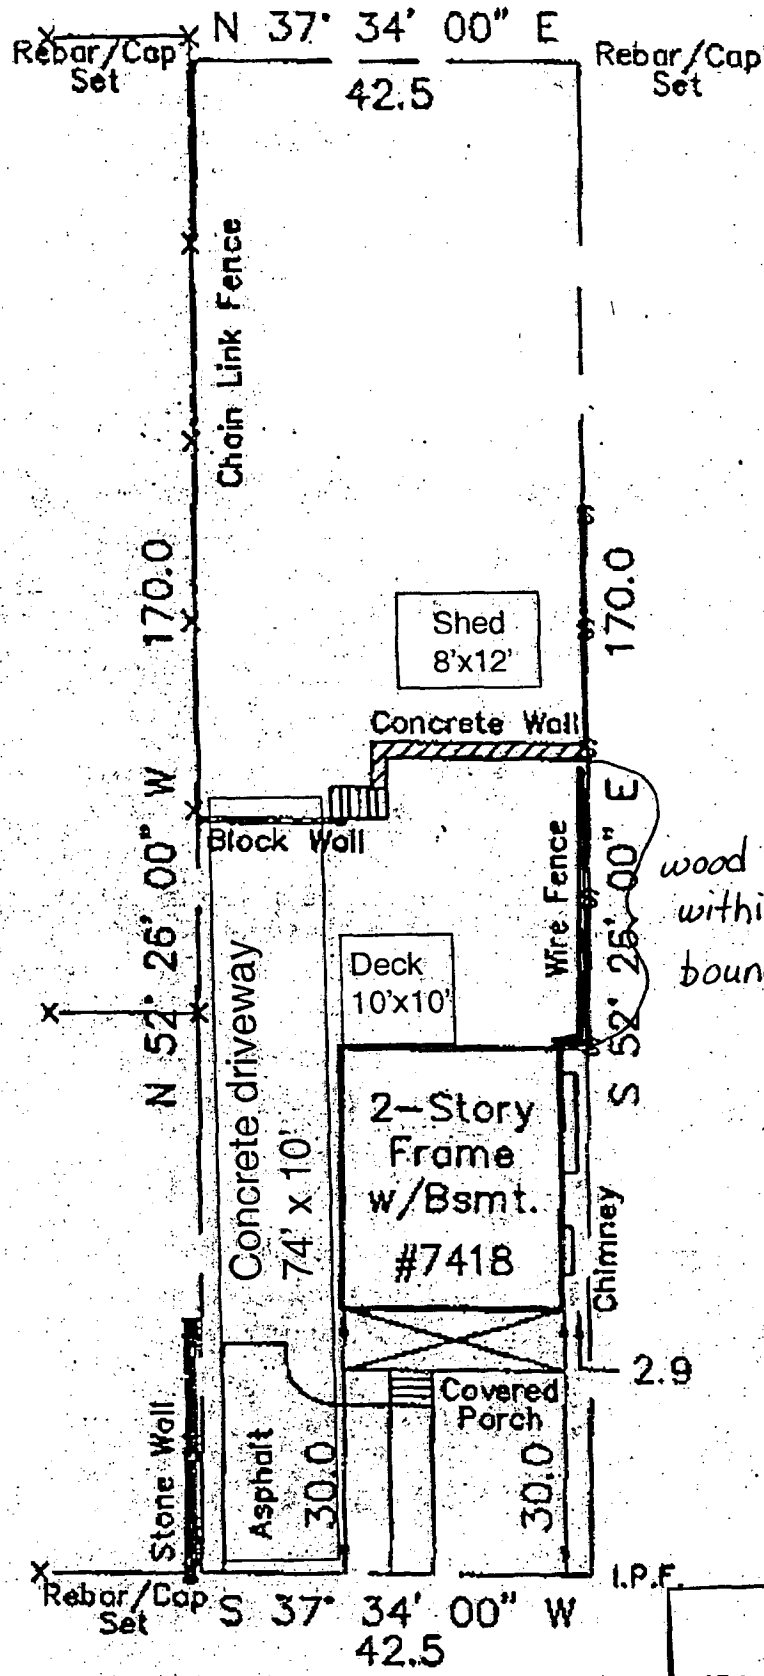 N 37° 34' 00" E
Rebar/Cap
Set
Rebar/Cap
Set
42.5
Chain Link Fence
170.0
170.0
Shed
8'x12'
Concrete Wall
N 52° 26' 00" W
Block Wall
S 52° 26' 00" E
Wire Fence
wood
withi
boun
Deck
10'x10'
Concrete driveway
74' x 10'
2-Story
Frame
w/Bsmt.
#7418
Chimney
2.9
Covered
Porch
Stone Wall
Asphalt
30.0
30.0
I.P.F.
Rebar/Cap
Set
S 37° 34' 00" W
42.5